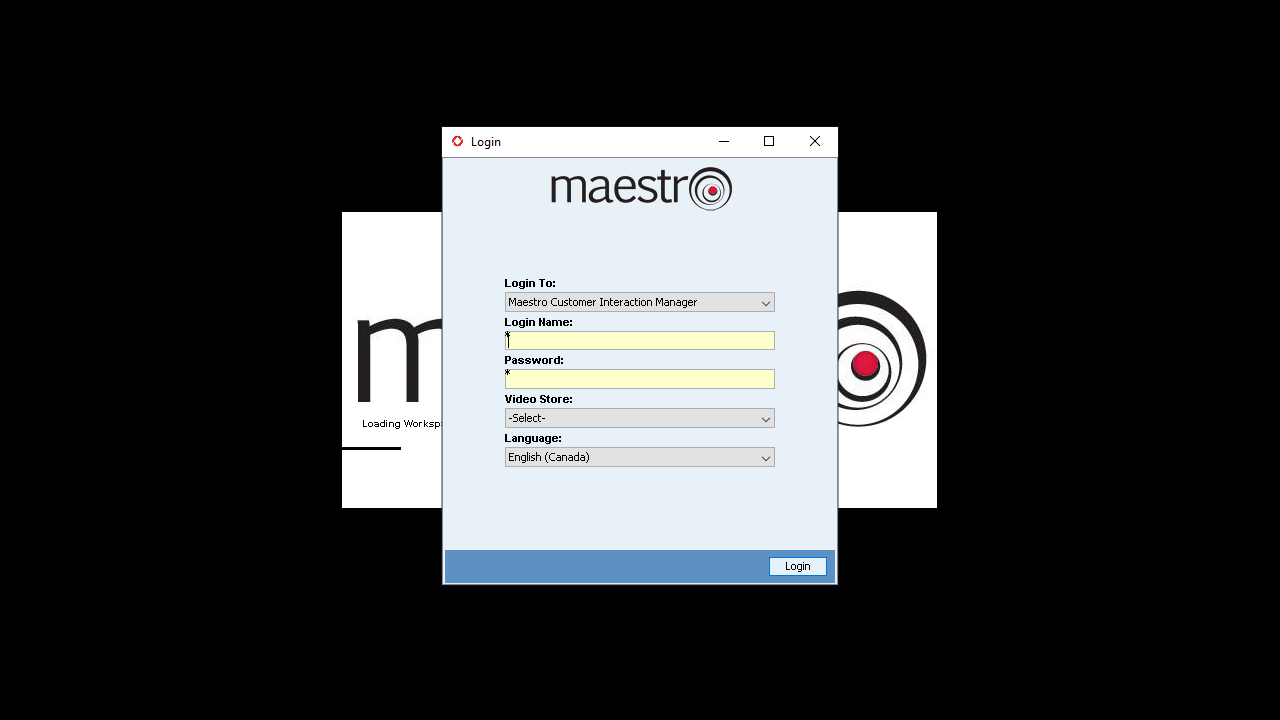 Login
maestro
Login To:
Maestro Customer Interaction Manager
Login Name:
*
Password:
*
Video Store:
-Select-
Language:
English (Canada)
Login
m
Loading Worksp